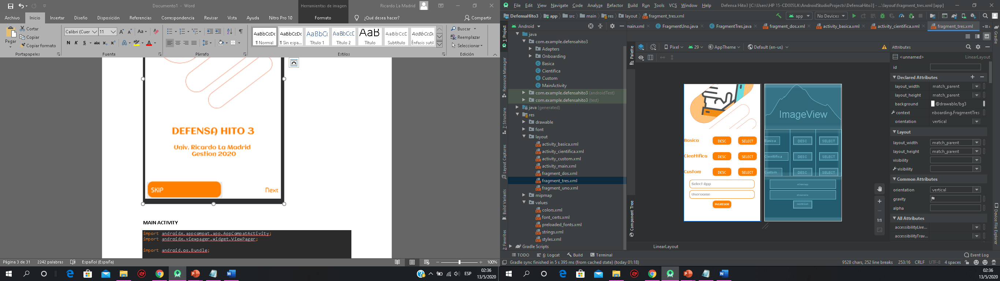 Documento1 - Word
Herramientas de imagen
Ricardo La Madrid
Archivo Inicio Insertar Diseño Disposición Referencias Correspondencia Revisar Vista Ayuda Nitro Pro 10 Formato ¿Qué desea hacer? Compartir
Pegar
Cortar
Copiar
Copiar formato
Portapapeles
Calibri (Cuer 11
N K S abc x₂ x²
Fuente
Párrafo
AaBbCcDc AaBbCcDc AaBbCc AaBbCcD AaB AaBbCcD AaBbCcDc
¶ Normal ¶ Sin espa... Título 1 Título 2 Título Subtítulo Énfasis sutil
Estilos
Buscar
Reemplazar
Seleccionar
Edición
DEFENSA HITO 3
Univ. Ricardo La Madrid
Gestion 2020
SKIP Next
MAIN ACTIVITY
import androidx.appcompat.app.AppCompatActivity;
import androidx.viewpager.widget.ViewPager;
import android.os.Bundle;
Página 3 de 31 2242 palabras Español (España) 100%
ESP 02:36
13/5/2020
File Edit View Navigate Code Analyze Refactor Build Run Tools VCS Window Help Defensa Hito3 [C:\Users\HP 15-CD005LA\AndroidStudioProjects\DefensaHito3] - ...\layout\fragment_tres.xml [app]
DefensaHito3 app src main res layout fragment_tres.xml
app No Devices
Android
main.xml FragmentUno.java FragmentTres.java fragment_dos.xml activity_basica.xml activity_cientifica.xml fragment_tres.xml
1: Project
Resource Manager
7: Structure
Layout Captures
Build Variants
2: Favorites
java
com.example.defensahito3
Adapters
Onboarding
Basica
Cientifica
Custom
MainActivity
com.example.defensahito3 (androidTest)
com.example.defensahito3 (test)
java (generated)
res
drawable
font
layout
activity_basica.xml
activity_cientifica.xml
activity_custom.xml
activity_main.xml
fragment_dos.xml
fragment_tres.xml
fragment_uno.xml
mipmap
values
colors.xml
font_certs.xml
preloaded_fonts.xml
strings.xml
styles.xml
Gradle Scripts
Palette
Component Tree
Pixel 29 AppTheme Default (en-us)
Basica DESC SELECT
Cienttifica DESC SELECT
Custom DESC SELECT
Select App
Username
INGRESAR
ImageView
Basica DESC SELECT
Cienttifica DESC SELECT
Custom DESC SELECT
INGRESAR
1:1
LinearLayout
Attributes
<unnamed> LinearLayout
id
Declared Attributes
layout_width match_parent
layout_height match_parent
background @drawable/bg3
context nboarding.FragmentTres
orientation vertical
Layout
layout_width match_parent
layout_height match_parent
visibility
visibility
Common Attributes
orientation vertical
gravity
alpha
All Attributes
accessibilityLive...
accessibilityTrav...
Gradle
Device File Explorer
TODO 6: Logcat Build Terminal Event Log
Gradle sync finished in 5 s 395 ms (from cached state) (today 01:18) 9528 chars, 252 line breaks 253:16 CRLF UTF-8 4 spaces
ESP 02:36
13/5/2020